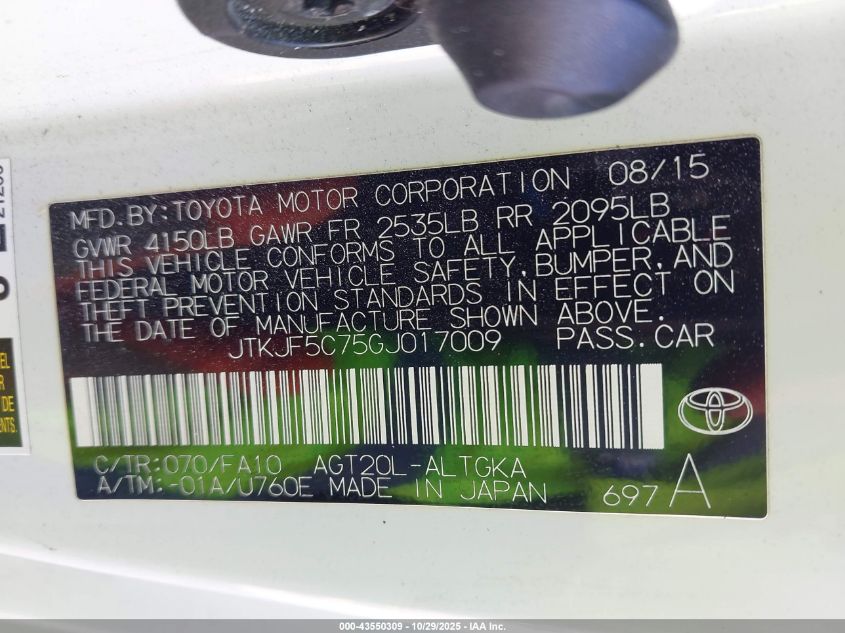 MFD. BY: TOYOTA MOTOR CORPORATION 08/15
GVWR 4150LB GAWR FR 2535LB RR 2095LB
THIS VEHICLE CONFORMS TO ALL APPLICABLE
FEDERAL MOTOR VEHICLE SAFETY, BUMPER, AND
THEFT PREVENTION STANDARDS IN EFFECT ON
THE DATE OF MANUFACTURE SHOWN ABOVE.
JTKJF5C75GJ017009 PASS. CAR
C/TR: 070/FA10 AGT20L-ALTGKA
A/TM: -01A/U760E MADE IN JAPAN 697 A
DE
000-43550309 | 10/29/2025 - IAA Inc.